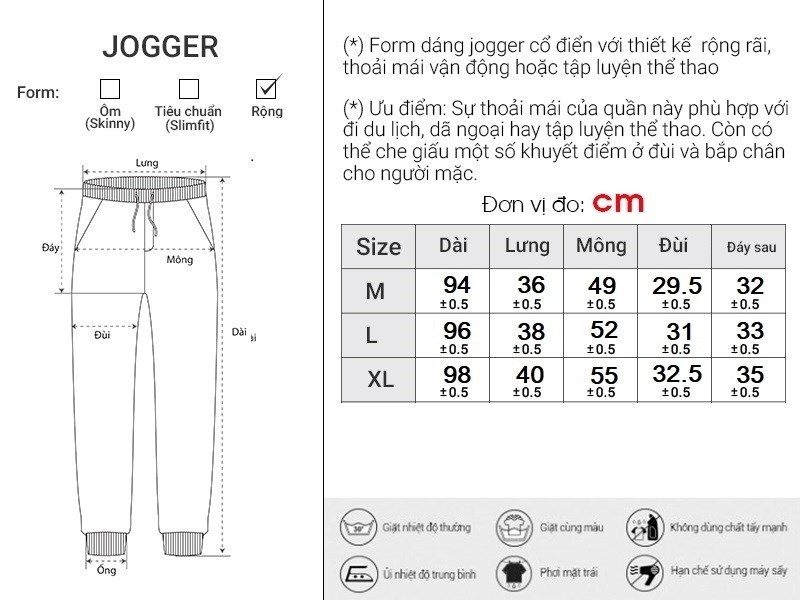 JOGGER
Form:
Ôm
(Skinny)
Tiêu chuẩn
(Slimfit)
Rộng
Lưng
Đáy
Mông
Đùi
Dài
Ống
(*) Form dáng jogger cổ điển với thiết kế rộng rãi,
thoải mái vận động hoặc tập luyện thể thao
(*) Ưu điểm: Sự thoải mái của quần này phù hợp với
đi du lịch, dã ngoại hay tập luyện thể thao. Còn có
thể che giấu một số khuyết điểm ở đùi và bắp chân
cho người mặc.
Đơn vị đo: cm
Size Dài Lưng Mông Đùi Đáy sau
M 94 36 49 29.5 32
±0.5 ±0.5 ±0.5 ±0.5 ±0.5
L 96 38 52 31 33
±0.5 ±0.5 ±0.5 ±0.5 ±0.5
XL 98 40 55 32.5 35
±0.5 ±0.5 ±0.5 ±0.5 ±0.5
30° Giặt nhiệt độ thường Giặt cùng màu Không dùng chất tẩy mạnh
Ủi nhiệt độ trung bình Phơi mặt trái Hạn chế sử dụng máy sấy